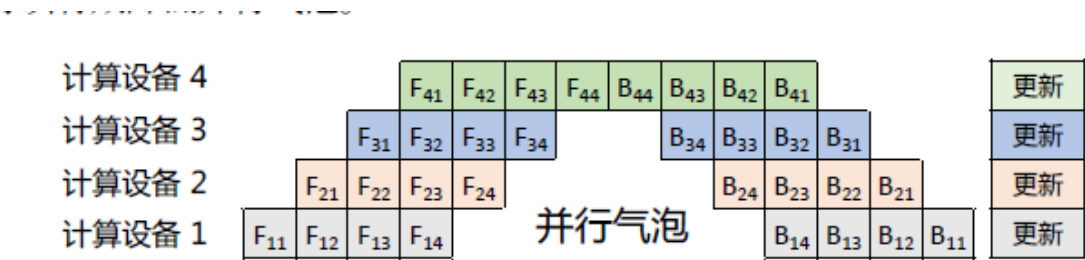 计算设备 4 F41 F42 F43 F44 B44 B43 B42 B41 更新
计算设备 3 F31 F32 F33 F34 B34 B33 B32 B31 更新
计算设备 2 F21 F22 F23 F24 B24 B23 B22 B21 更新
计算设备 1 F11 F12 F13 F14 并行气泡 B14 B13 B12 B11 更新